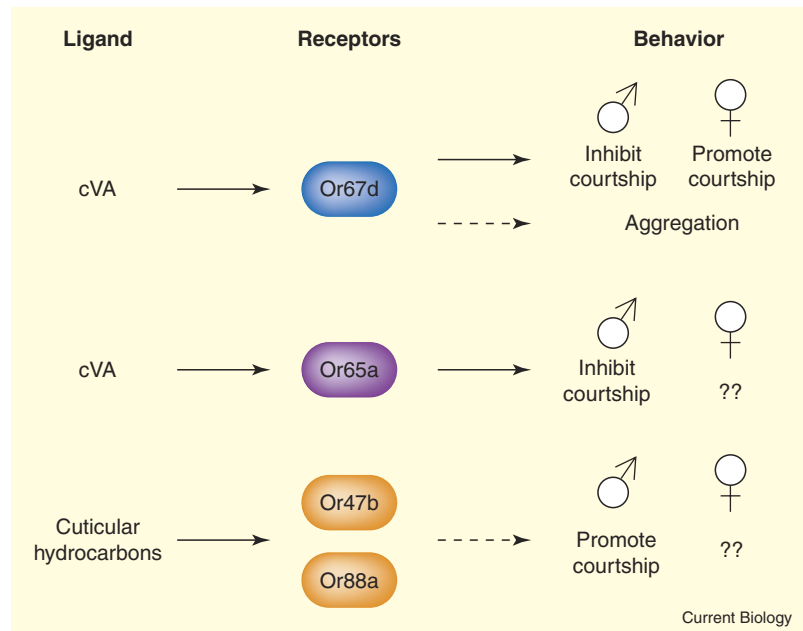 Ligand Receptors Behavior
cVA
Or67d
Inhibit
courtship
Promote
courtship
Aggregation
cVA
Or65a
Inhibit
courtship
??
Cuticular
hydrocarbons
Or47b
Or88a
Promote
courtship
??
Current Biology